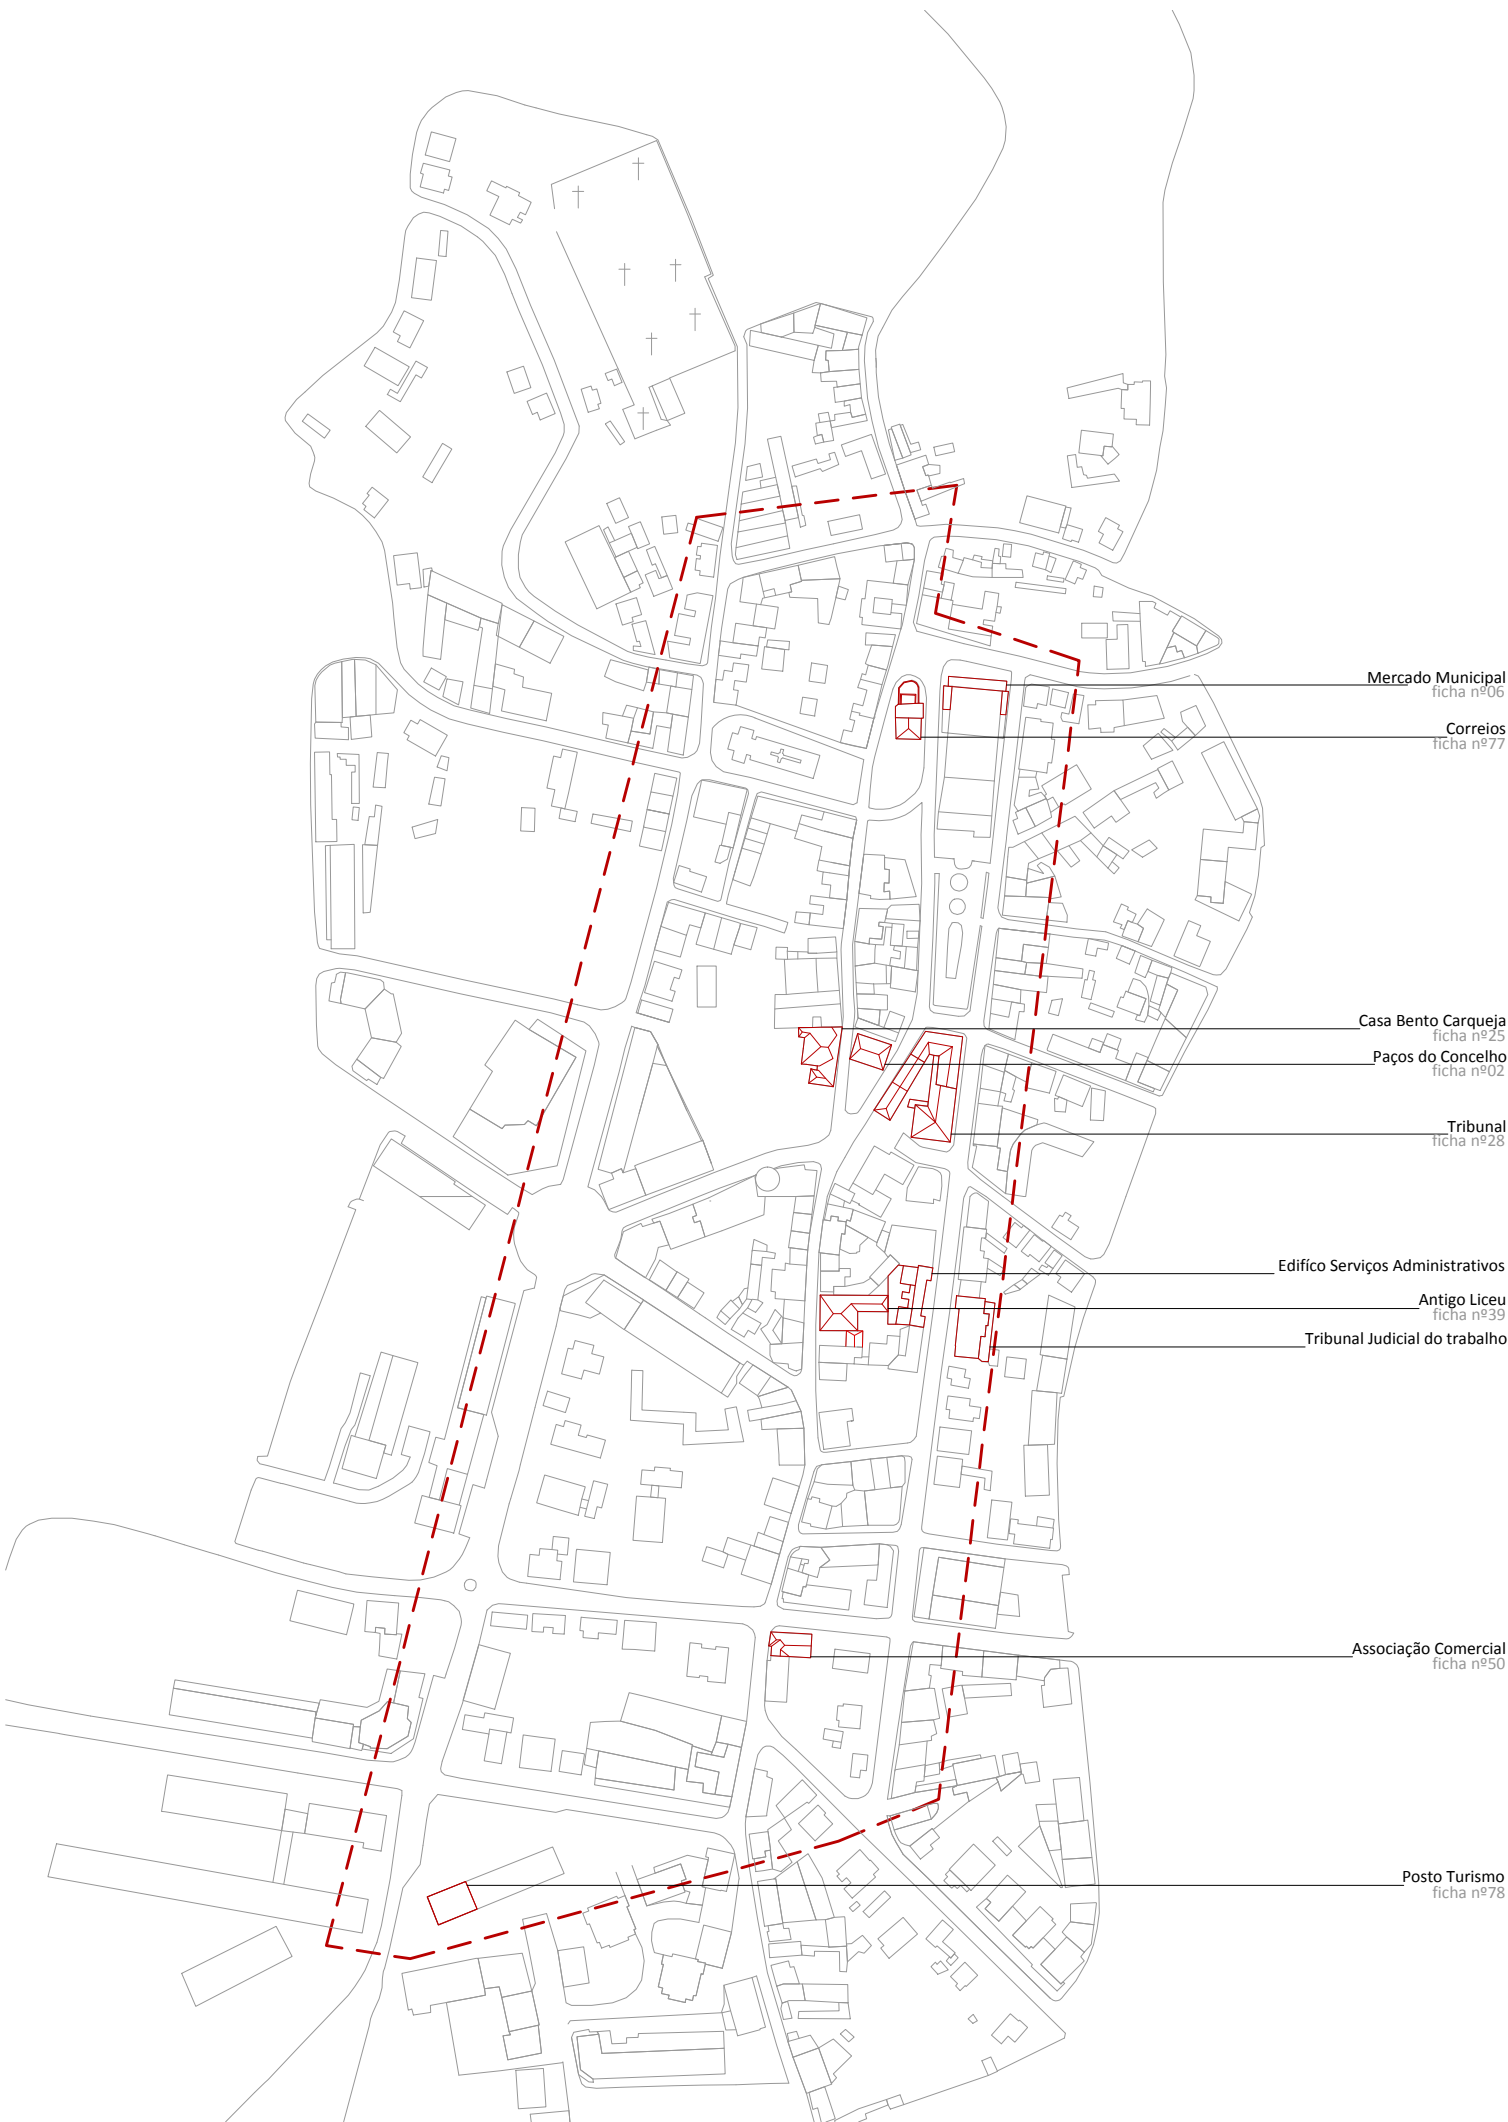 Mercado Municipal
ficha nº06
Correios
ficha nº77
Casa Bento Carqueja
ficha nº25
Paços do Concelho
ficha nº02
Tribunal
ficha nº28
Edifíco Serviços Administrativos
Antigo Liceu
ficha nº39
Tribunal Judicial do trabalho
Associação Comercial
ficha nº50
Posto Turismo
ficha nº78